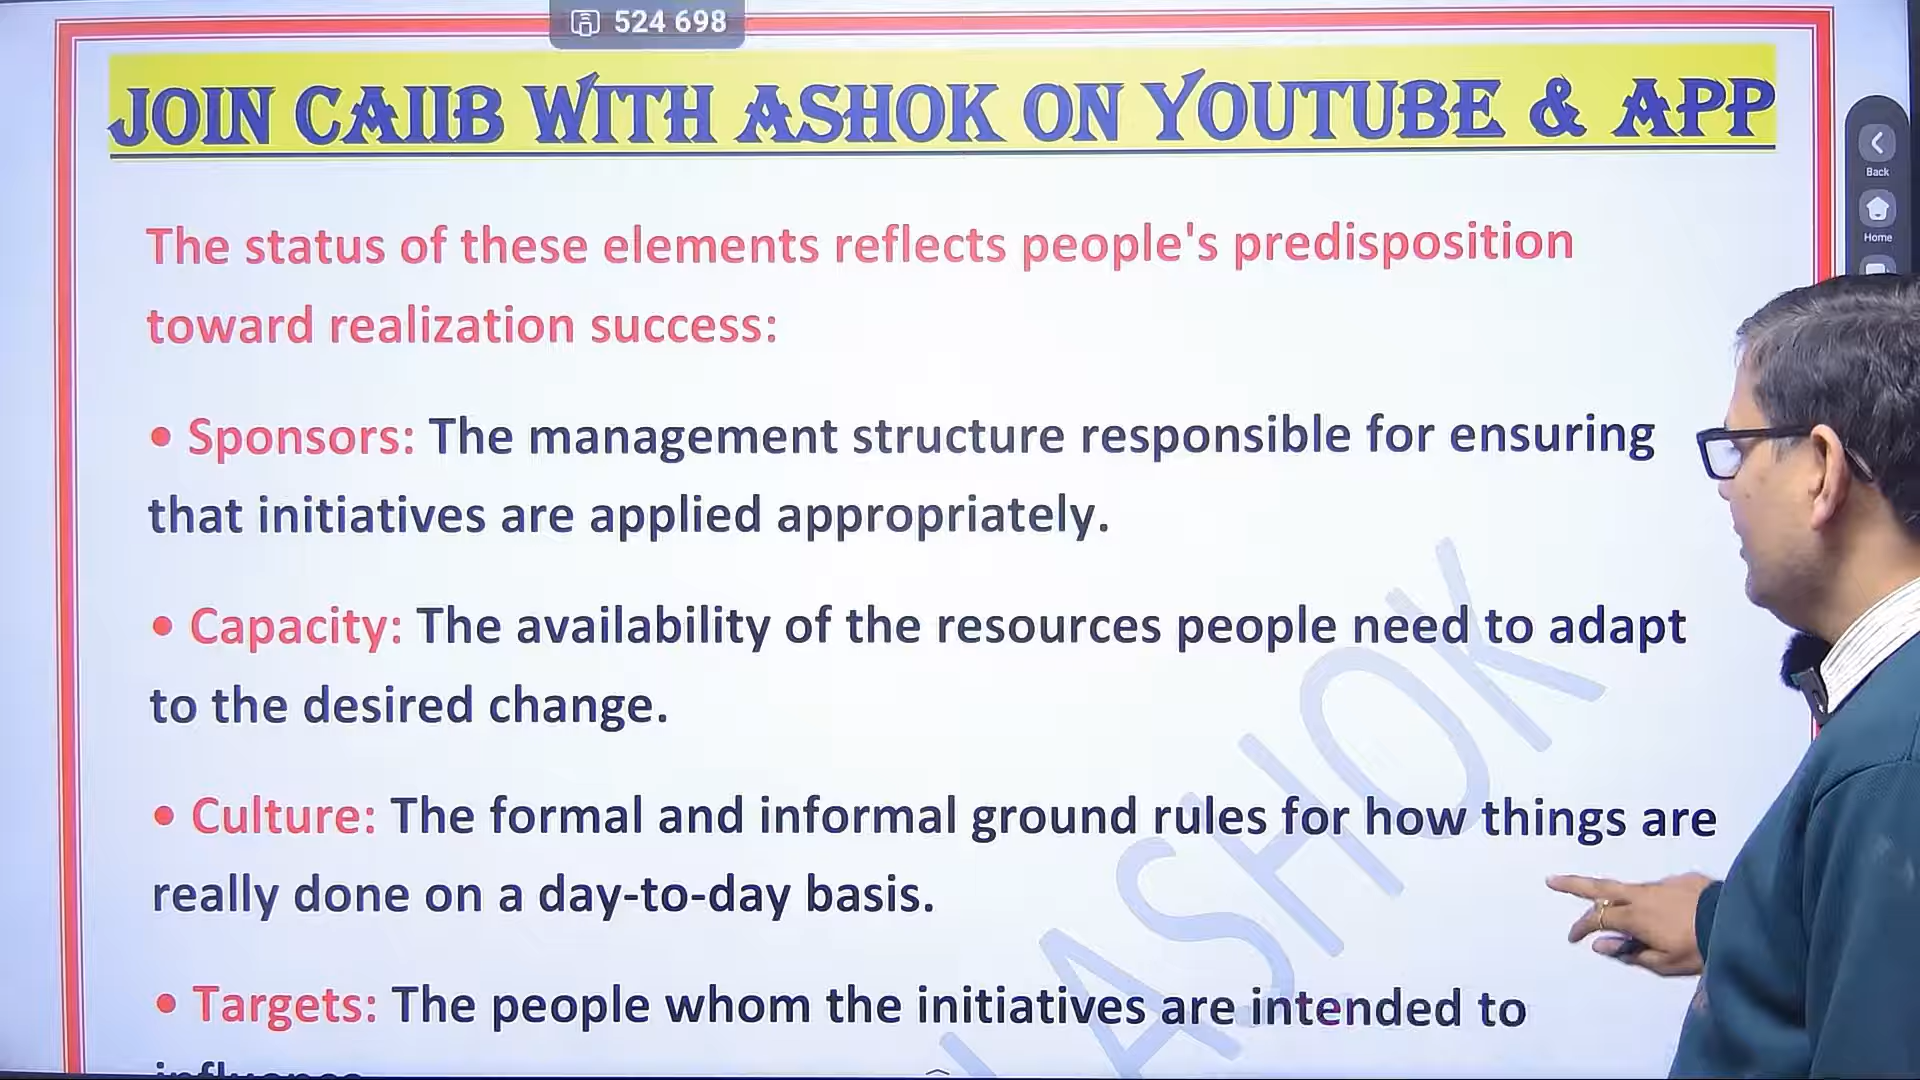 524 698
JOIN CAIIB WITH ASHOK ON YOUTUBE & APP
Back
Home
The status of these elements reflects people's predisposition
toward realization success:
• Sponsors: The management structure responsible for ensuring
that initiatives are applied appropriately.
• Capacity: The availability of the resources people need to adapt
to the desired change.
• Culture: The formal and informal ground rules for how things are
really done on a day-to-day basis.
• Targets: The people whom the initiatives are intended to
ASHOK